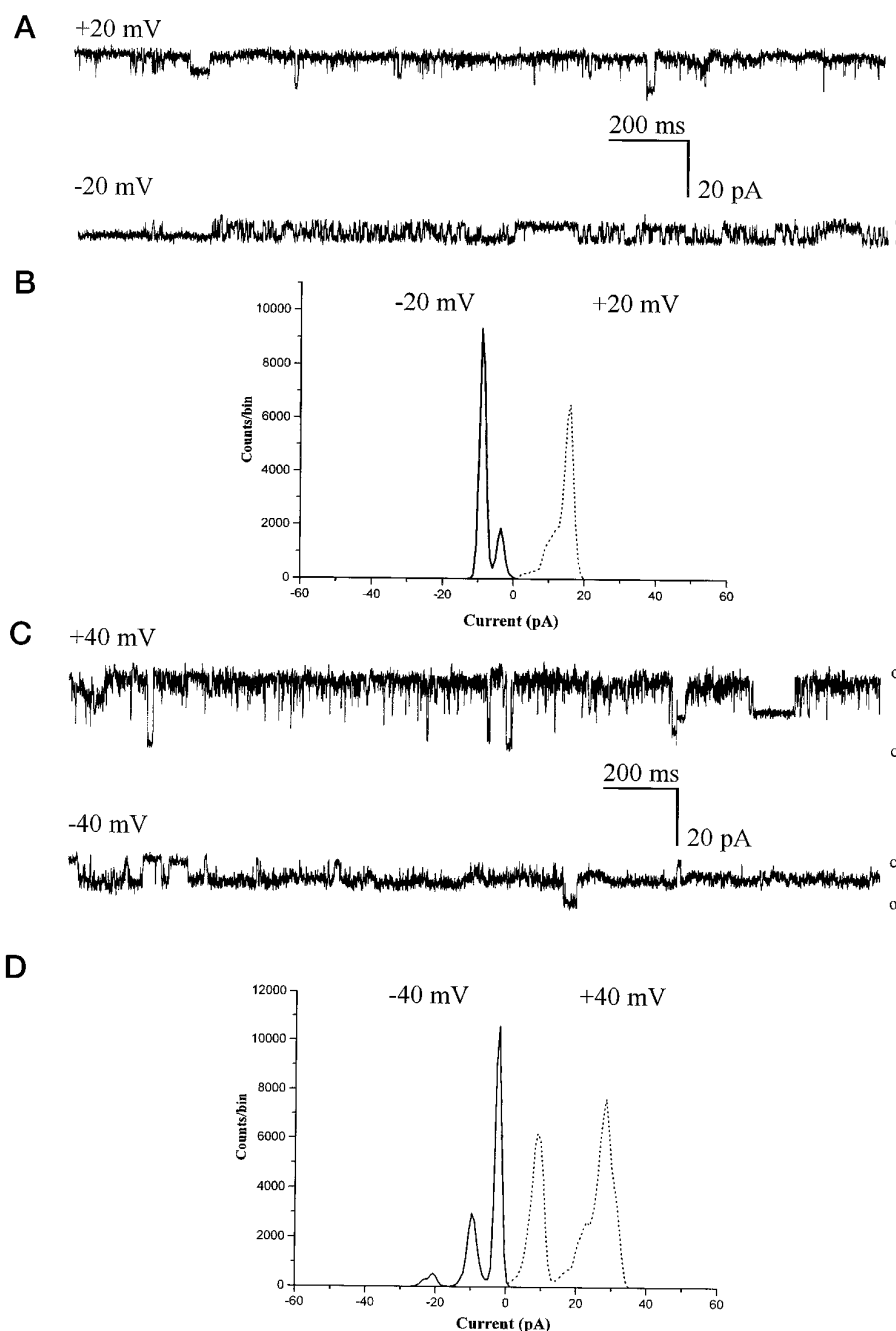 A
+20 mV
200 ms
20 pA
-20 mV
B
-20 mV
+20 mV
10000
8000
6000
4000
2000
0
Counts/bin
-60
-40
-20
0
20
40
60
Current (pA)
C
+40 mV
o
c
200 ms
20 pA
-40 mV
c
o
D
-40 mV
+40 mV
12000
10000
8000
6000
4000
2000
0
Counts/bin
-60
-40
-20
0
20
40
60
Current (pA)